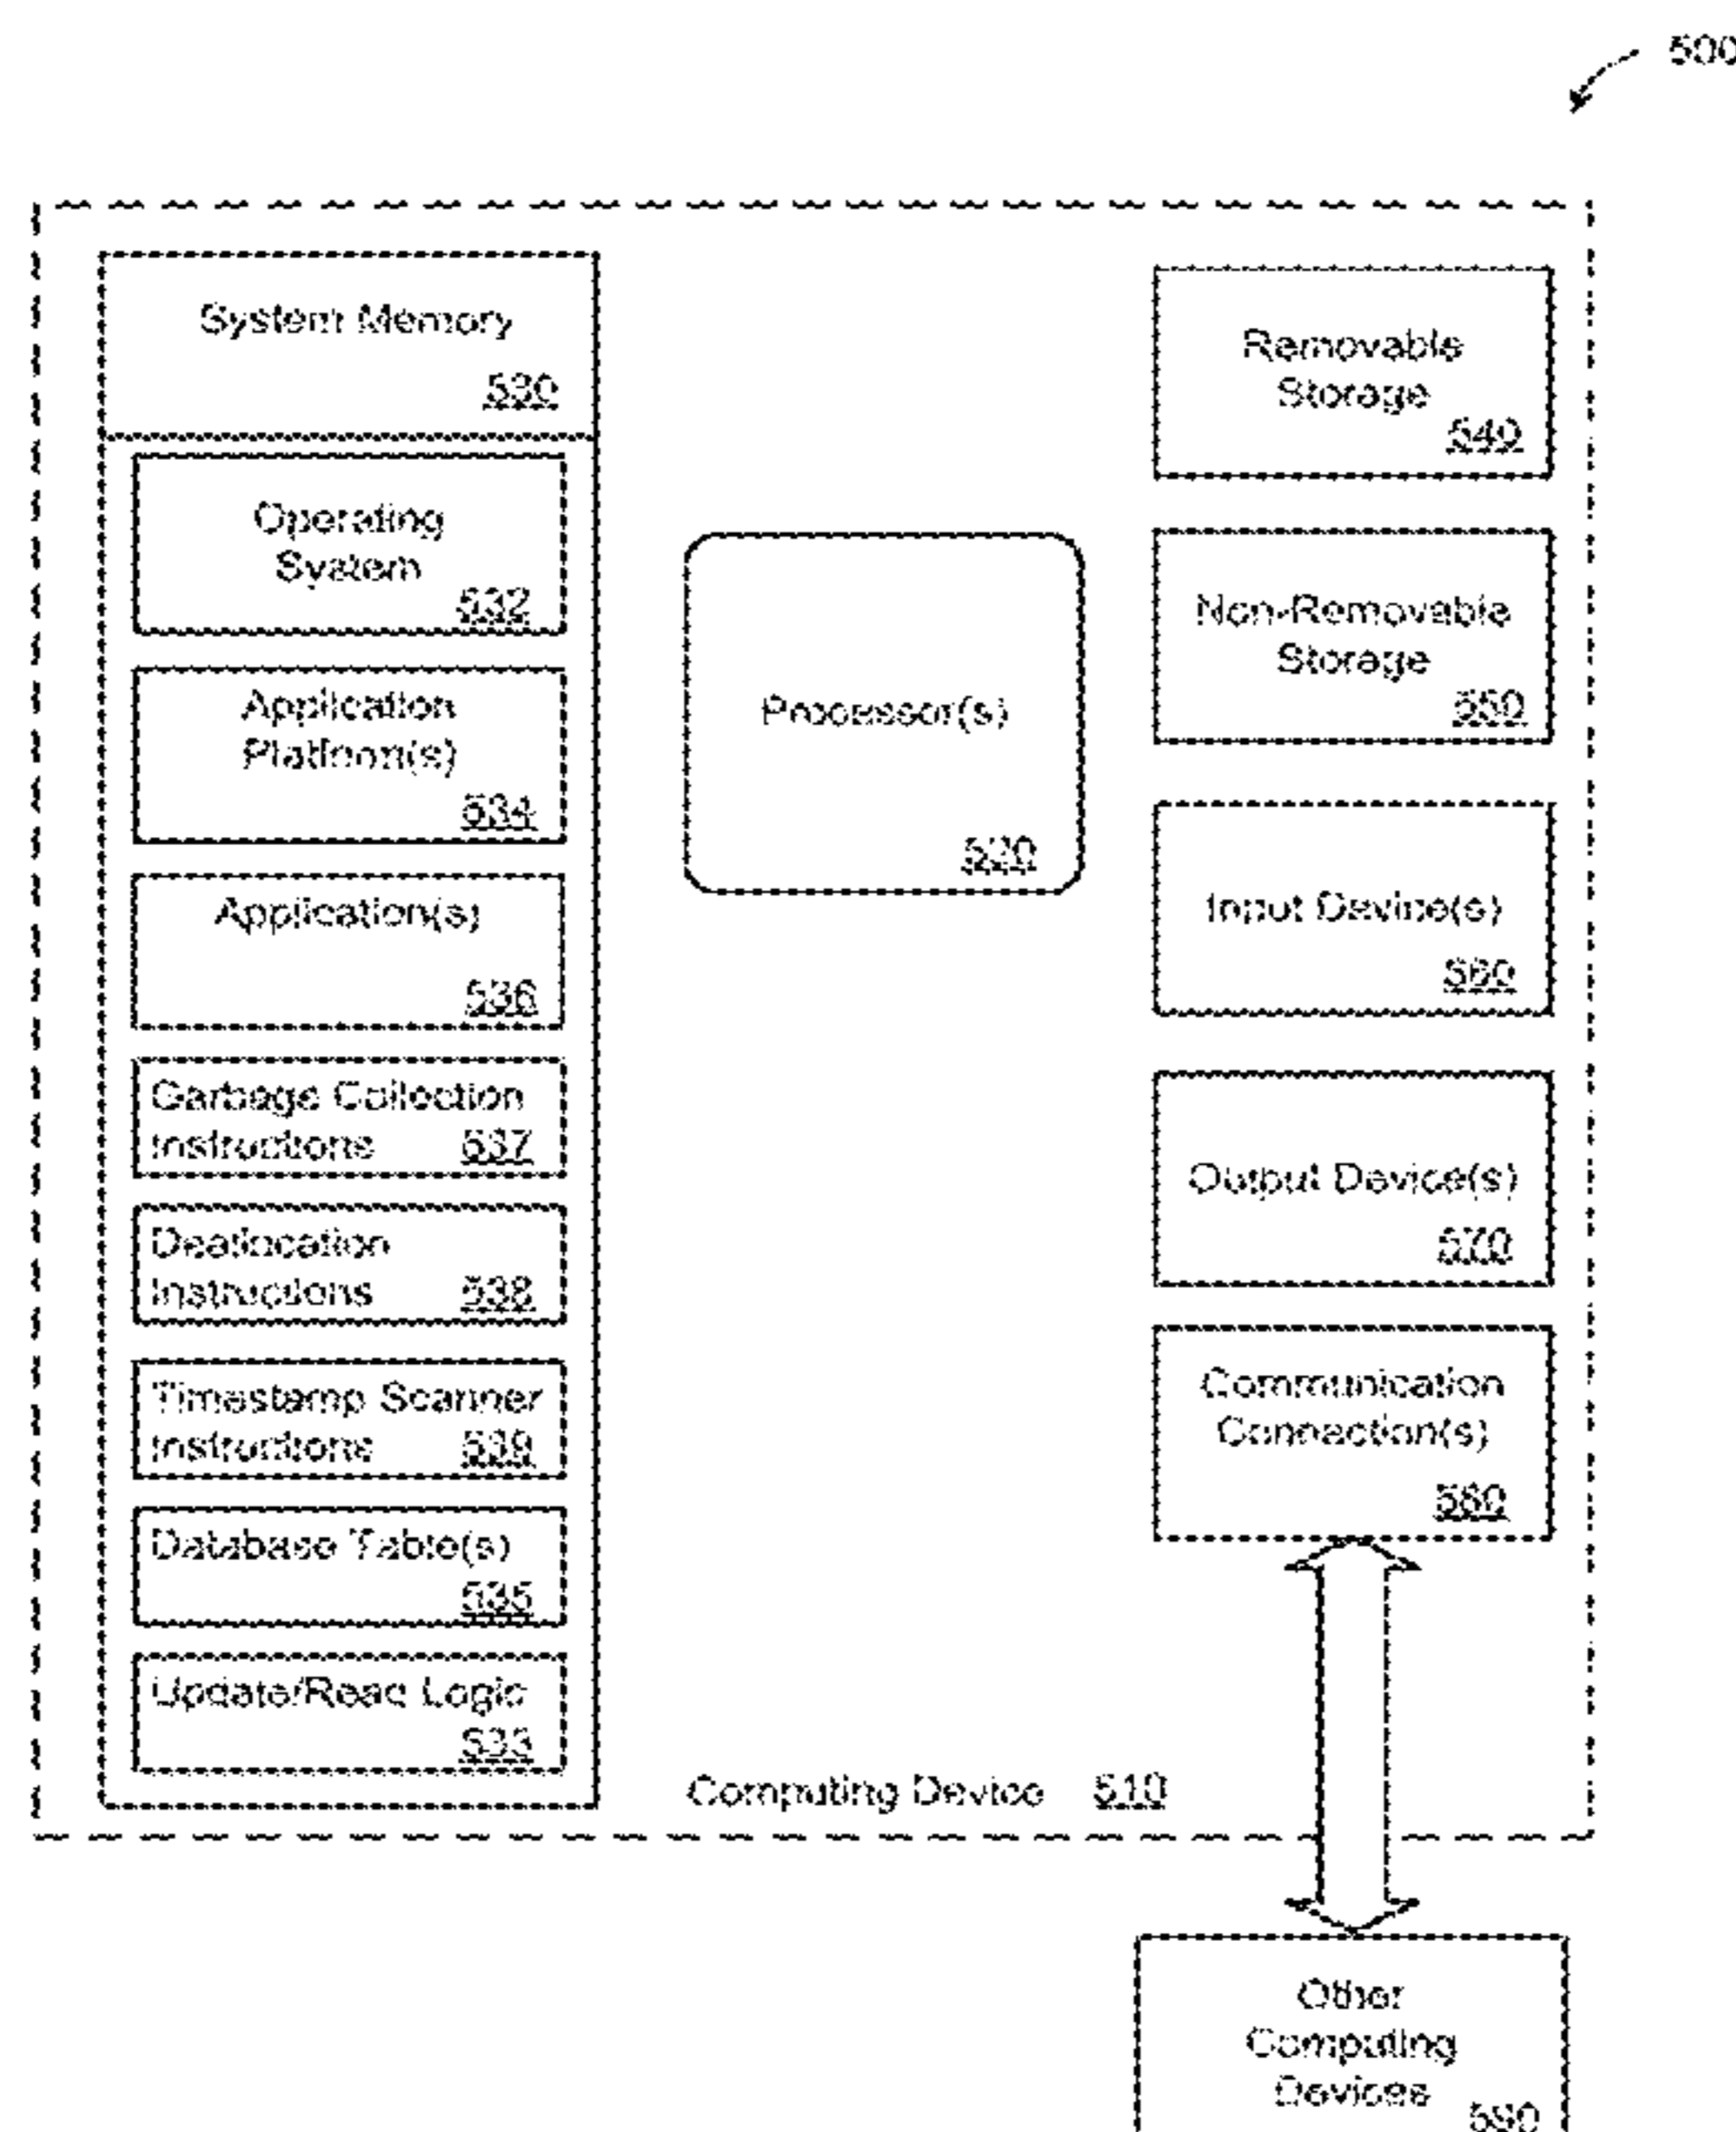 500
System Memory
530
Operating
System
532
Application
Platform(s)
534
Application(s)
536
Garbage Collection
Instructions 537
Deallocation
Instructions 538
Timestamp Scanner
Instructions 539
Database Table(s)
535
Update/Read Logic
533
Processor(s)
520
Removable
Storage
540
Non-Removable
Storage
550
Input Device(s)
560
Output Device(s)
570
Communication
Connection(s)
580
Computing Device 510
Other
Computing
Devices
590